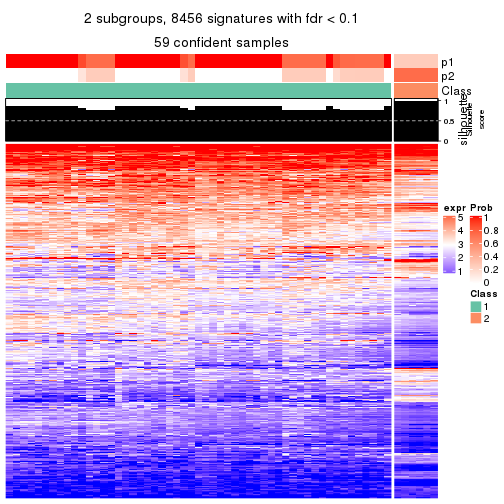 2 subgroups, 8456 signatures with fdr < 0.1
59 confident samples
p1
p2
Class
1
0.5
0
silhouette
Silhouette
score
expr
5
4
3
2
1
Prob
1
0.8
0.6
0.4
0.2
0
Class
1
2